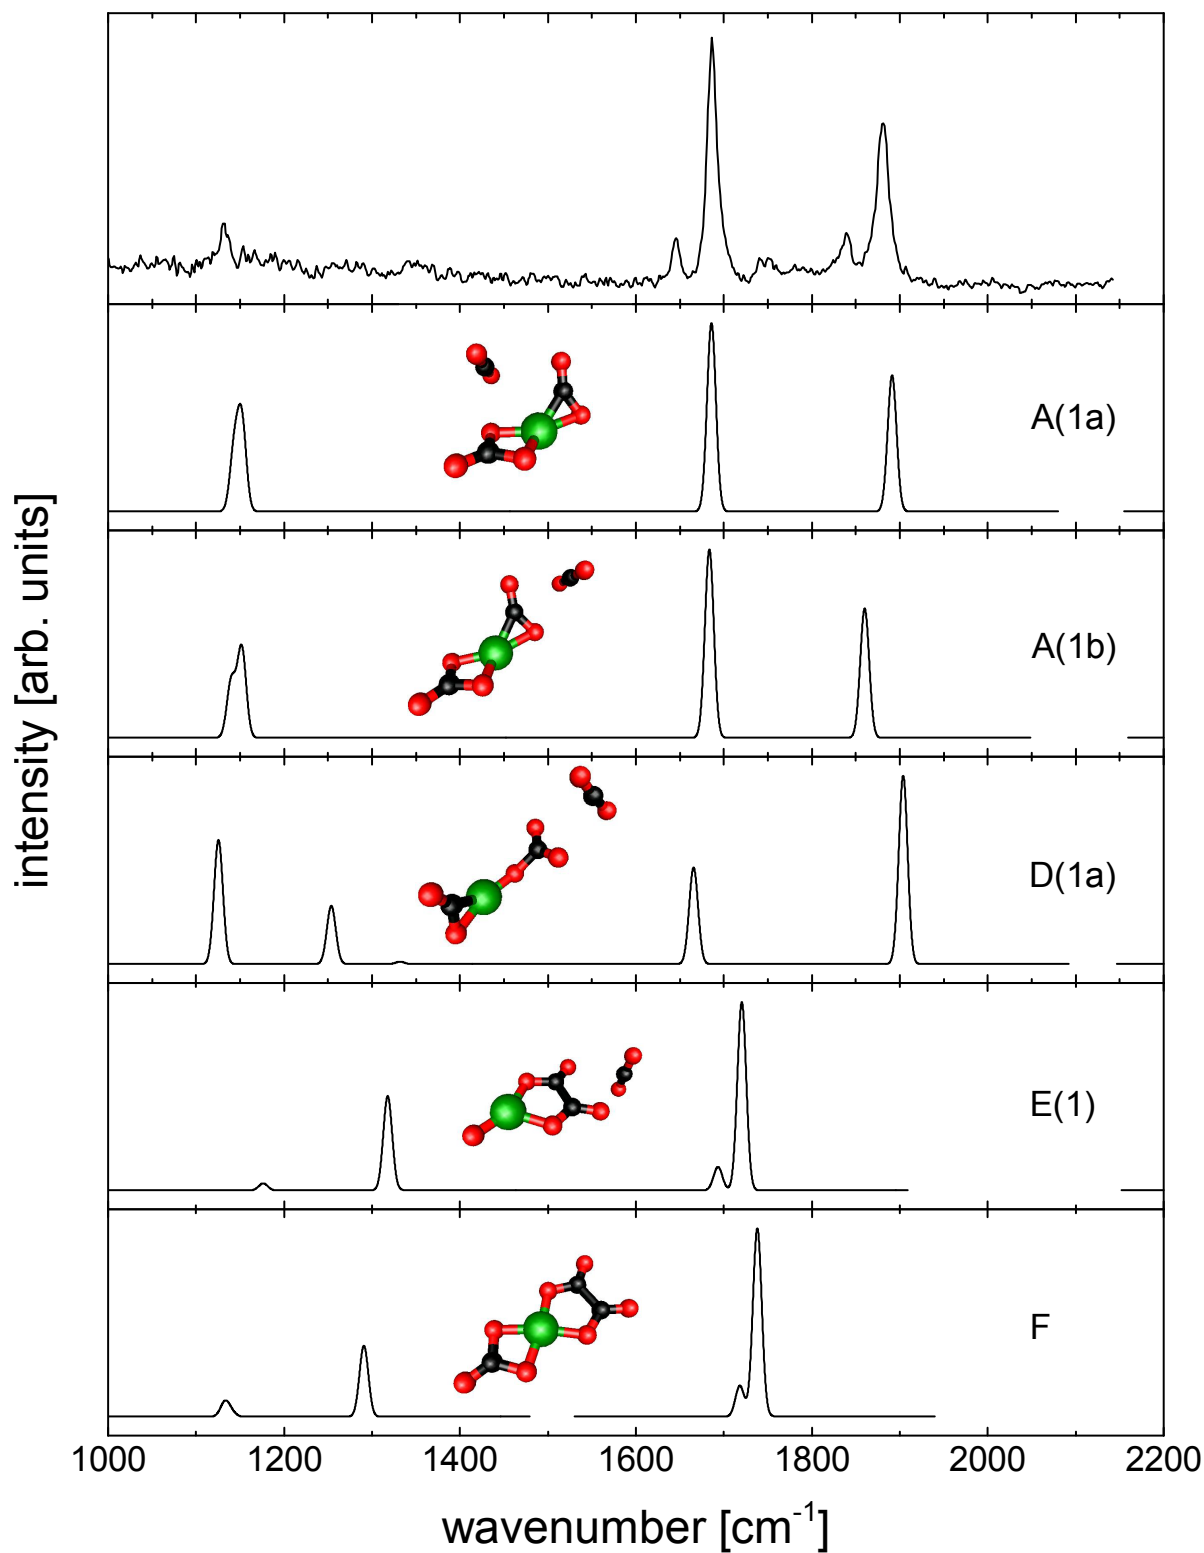 intensity [arb. units]
A(1a)
A(1b)
D(1a)
E(1)
F
1000 1200 1400 1600 1800 2000 2200
wavenumber [cm⁻¹]